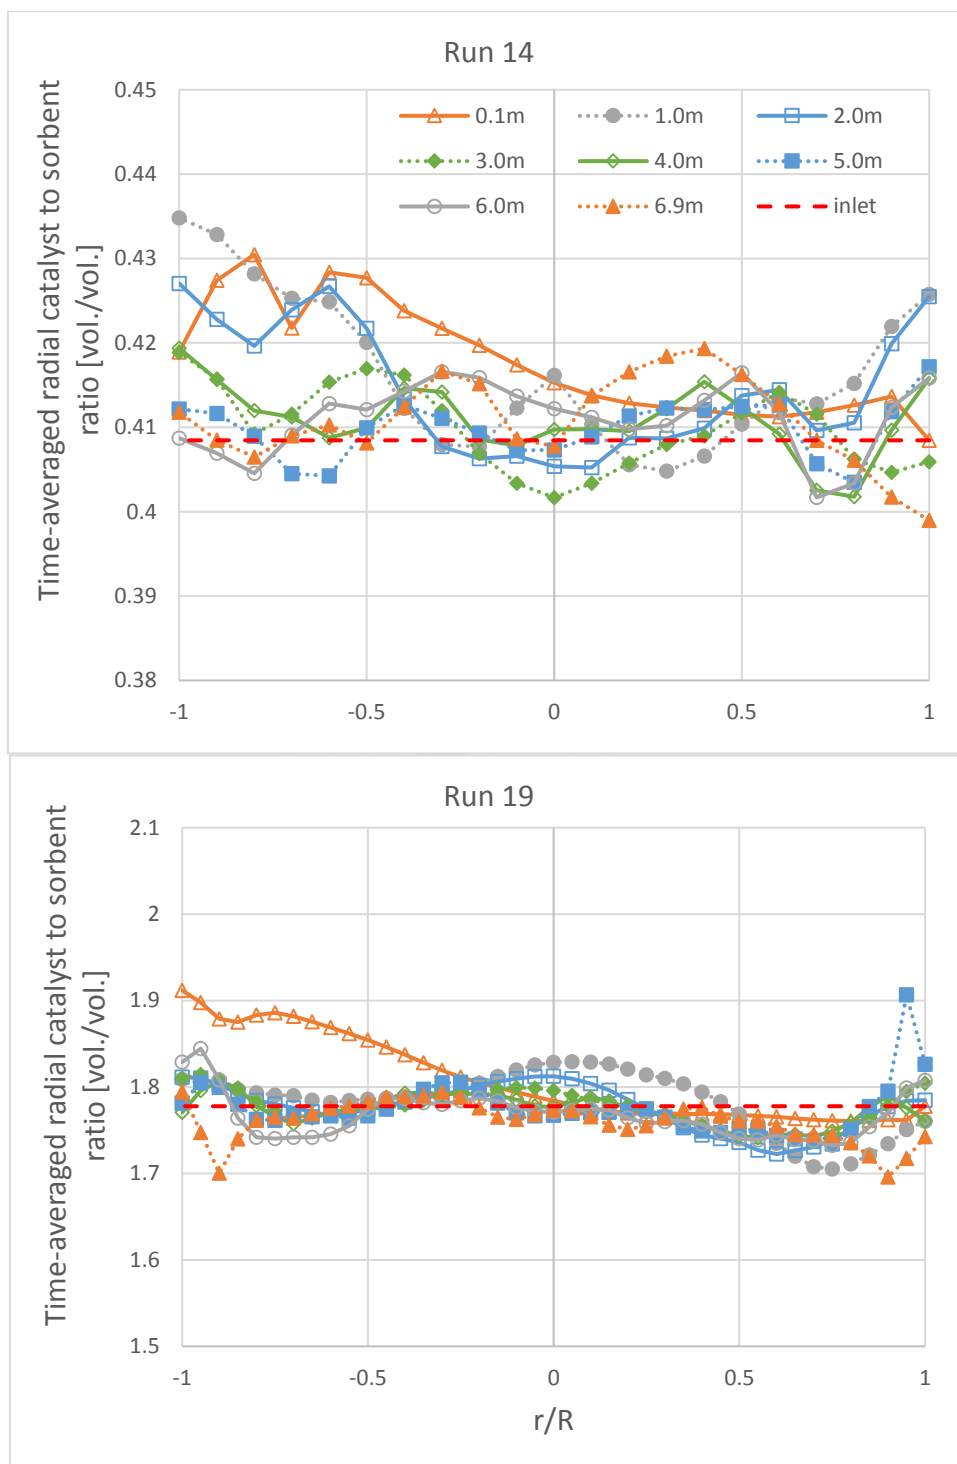 Run 14
Time-averaged radial catalyst to sorbent
ratio [vol./vol.]
0.45
0.44
0.43
0.42
0.41
0.4
0.39
0.38
0.1m 1.0m 2.0m
3.0m 4.0m 5.0m
6.0m 6.9m inlet
-1 -0.5 0 0.5 1
Run 19
Time-averaged radial catalyst to sorbent
ratio [vol./vol.]
2.1
2
1.9
1.8
1.7
1.6
1.5
-1 -0.5 0 0.5 1
r/R